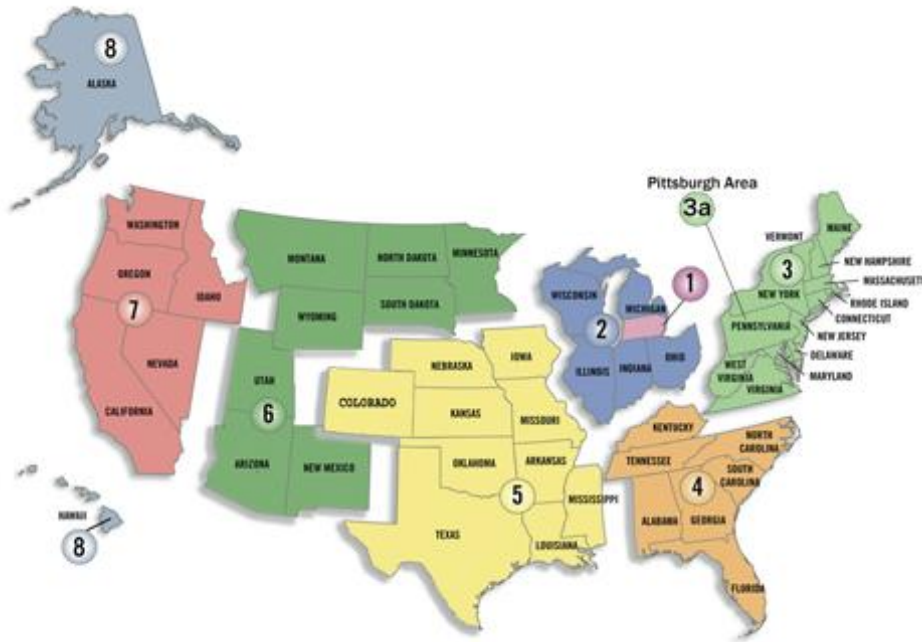 8
ALASKA
Pittsburgh Area
3a
WASHINGTON
OREGON
IDAHO
7
NEVADA
CALIFORNIA
MONTANA
NORTH DAKOTA
MINNESOTA
SOUTH DAKOTA
WYOMING
UTAH
6
ARIZONA
NEW MEXICO
WISCONSIN
MICHIGAN
1
2
ILLINOIS
INDIANA
OHIO
VERMONT
MAINE
3
NEW HAMPSHIRE
MASSACHUSET
NEW YORK
RHODE ISLAND
CONNECTICUT
PENNSYLVANIA
NEW JERSEY
DELAWARE
MARYLAND
WEST
VIRGINIA
VIRGINIA
NEBRASKA
IOWA
COLORADO
KANSAS
MISSOURI
OKLAHOMA
ARKANSAS
5
MISSISSIPPI
TEXAS
LOUISIANA
KENTUCKY
TENNESSEE
NORTH
CAROLINA
SOUTH
CAROLINA
4
ALABAMA
GEORGIA
FLORIDA
HAWAII
8